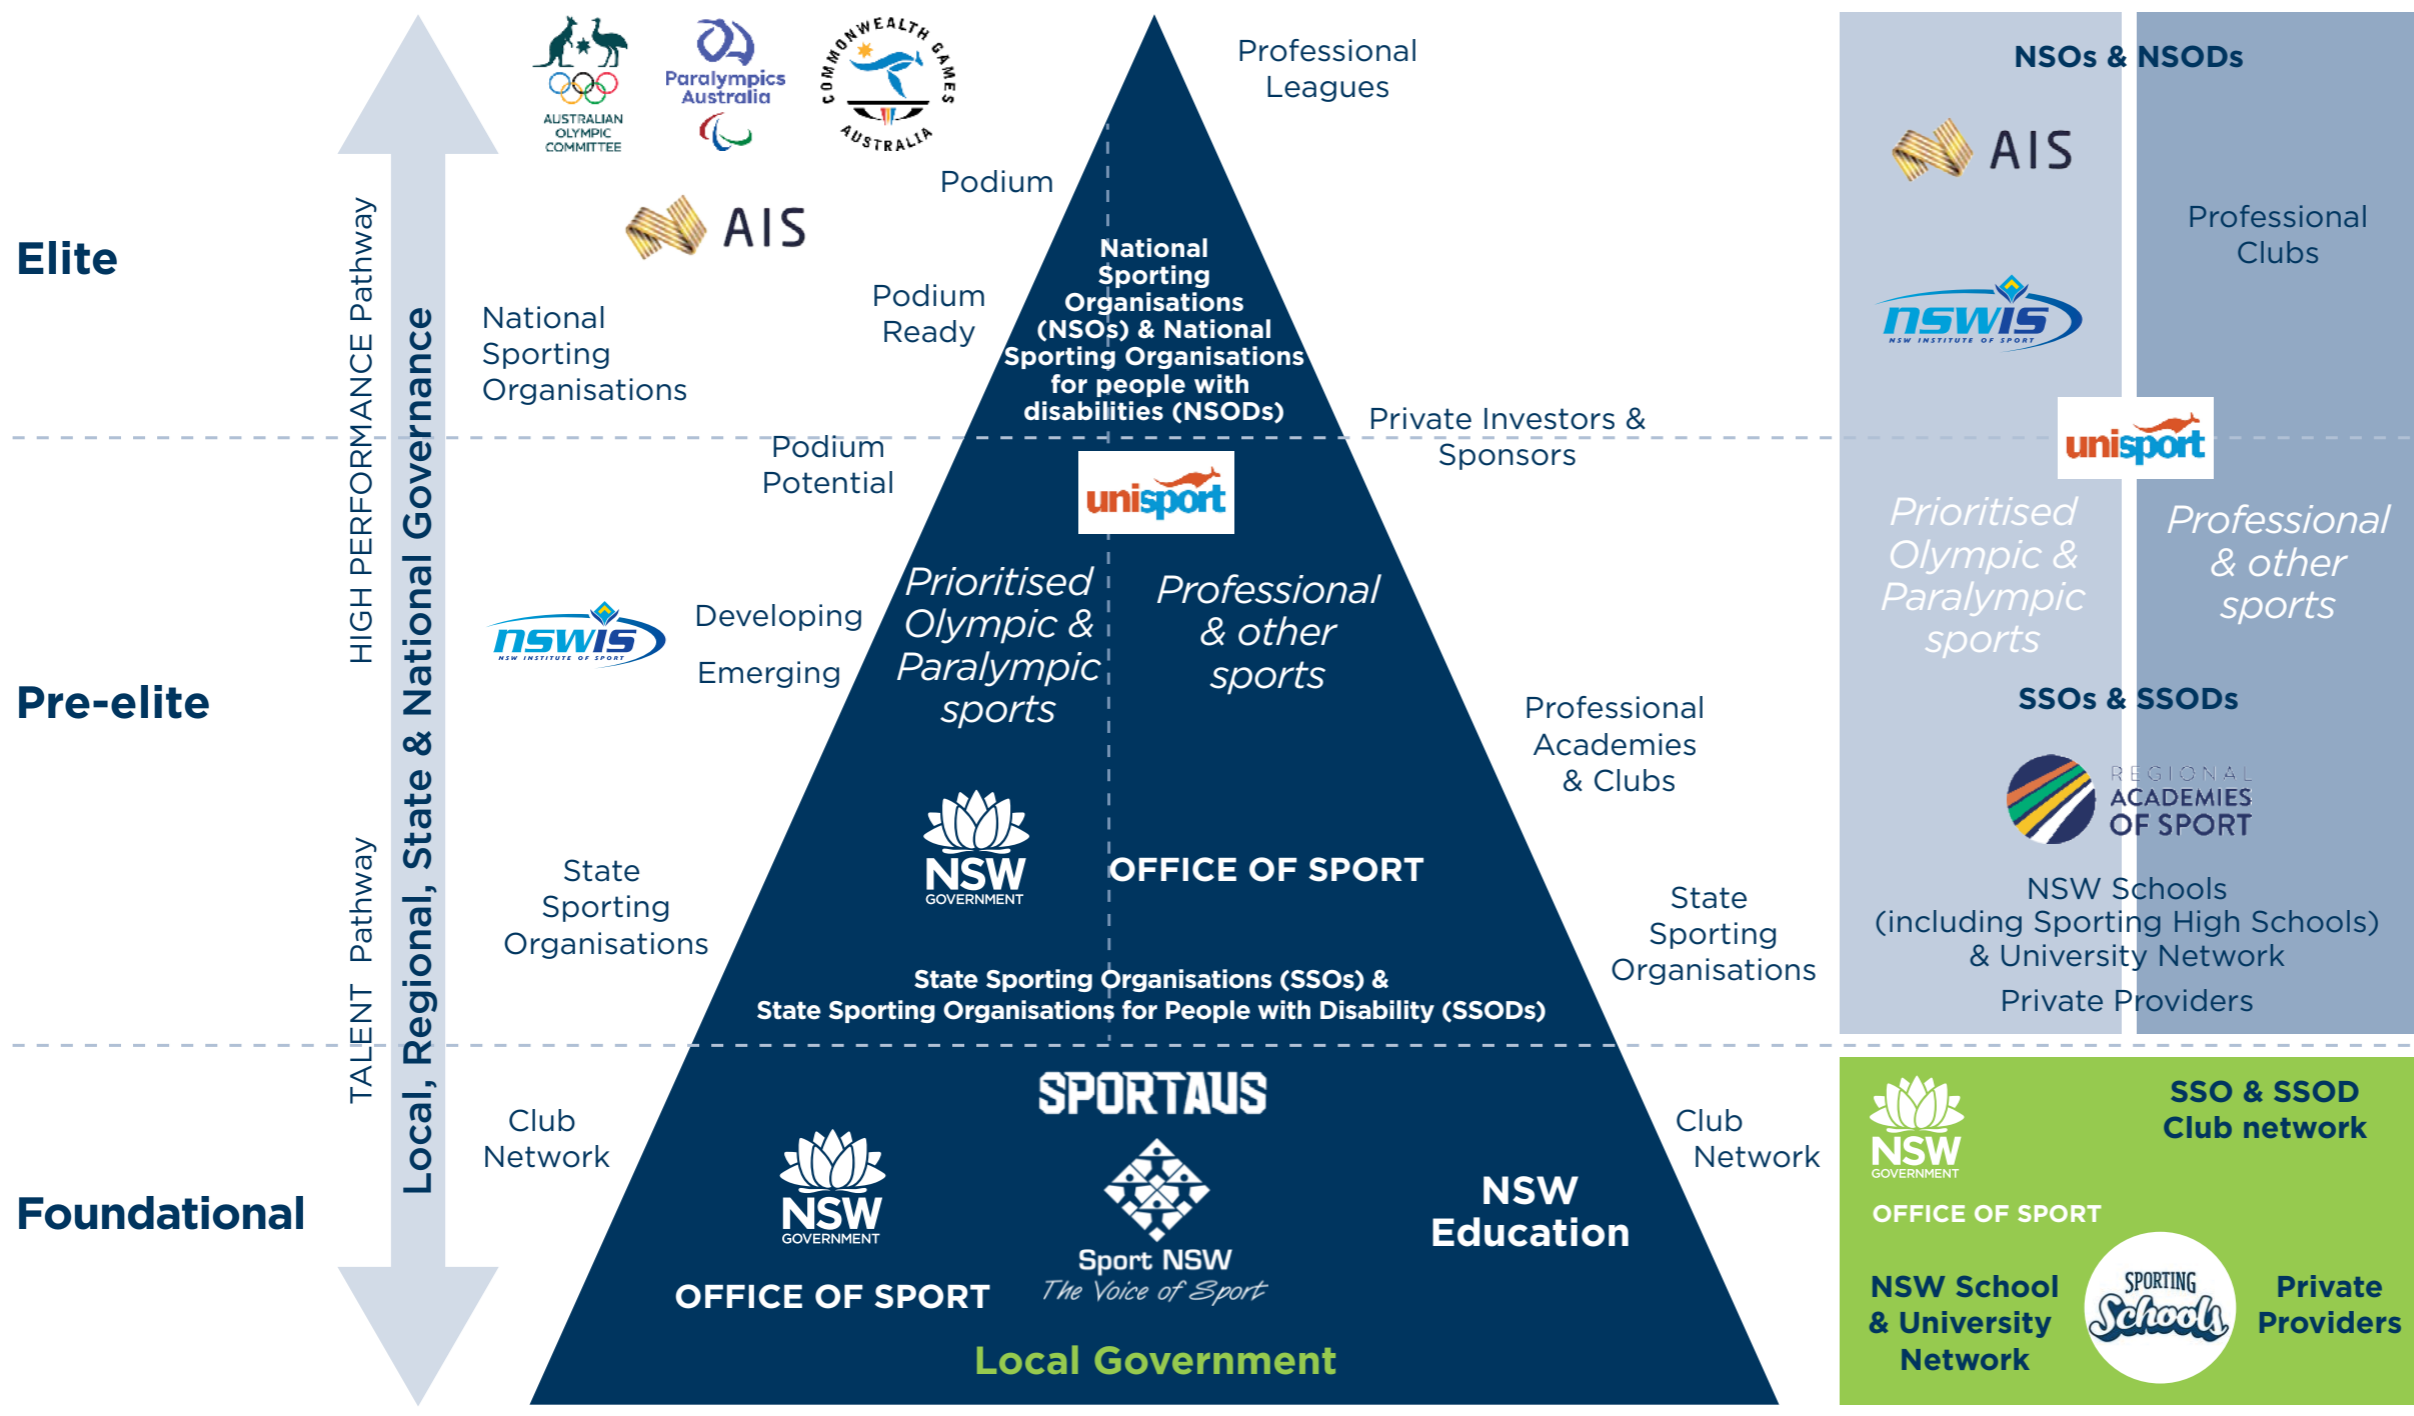 Elite
Pre-elite
Foundational
HIGH PERFORMANCE Pathway
TALENT Pathway
Local, Regional, State & National Governance
AUSTRALIAN
OLYMPIC
COMMITTEE
Paralympics
Australia
COMMONWEALTH GAMES
AUSTRALIA
AIS
National
Sporting
Organisations
Podium
Podium
Ready
Podium
Potential
nswis
NSW INSTITUTE OF SPORT
Developing
Emerging
State
Sporting
Organisations
Club
Network
National
Sporting
Organisations
(NSOs) & National
Sporting Organisations
for people with
disabilities (NSODs)
unisport
Prioritised
Olympic &
Paralympic
sports
Professional
& other
sports
NSW
GOVERNMENT
OFFICE OF SPORT
State Sporting Organisations (SSOs) &
State Sporting Organisations for People with Disability (SSODs)
SPORTAUS
NSW
GOVERNMENT
OFFICE OF SPORT
Sport NSW
The Voice of Sport
NSW
Education
Local Government
Professional
Leagues
Private Investors &
Sponsors
Professional
Academies
& Clubs
State
Sporting
Organisations
Club
Network
NSOs & NSODs
AIS
nswis
NSW INSTITUTE OF SPORT
Professional
Clubs
unisport
Prioritised
Olympic &
Paralympic
sports
Professional
& other
sports
SSOs & SSODs
REGIONAL
ACADEMIES
OF SPORT
NSW Schools
(including Sporting High Schools)
& University Network
Private Providers
NSW
GOVERNMENT
OFFICE OF SPORT
SSO & SSOD
Club network
NSW School
& University
Network
SPORTING
Schools
Private
Providers